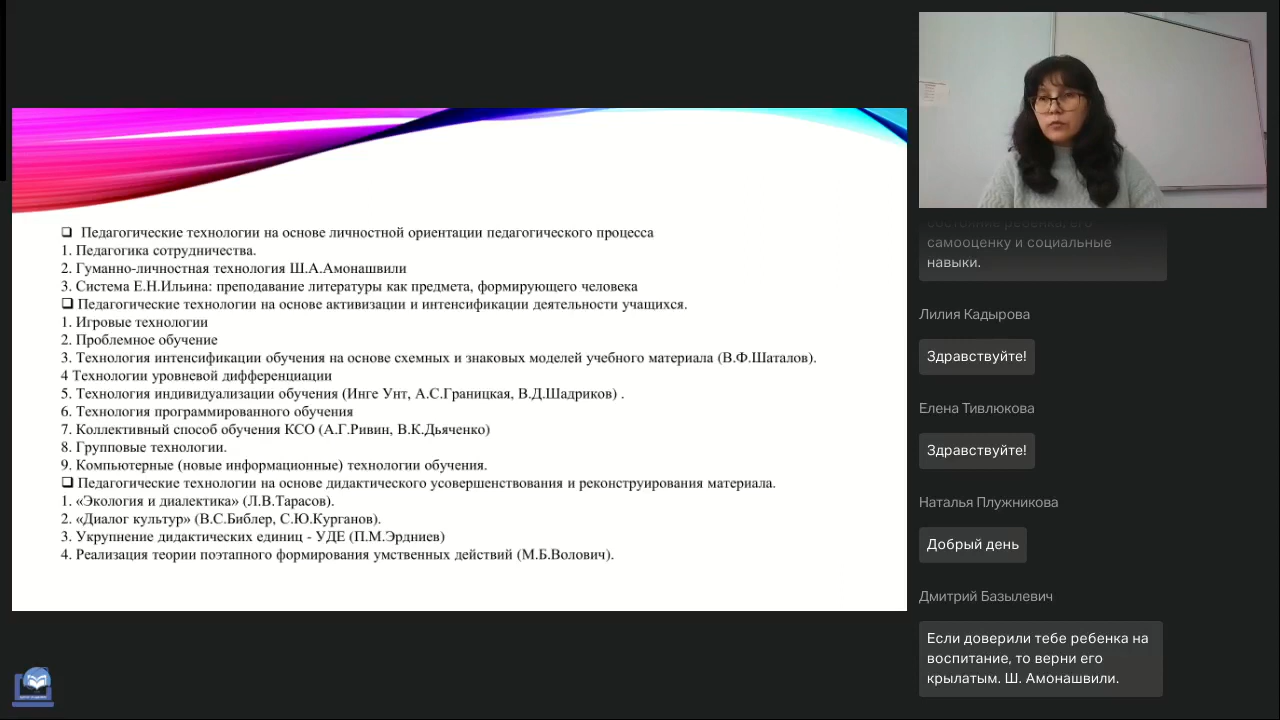 ❑ Педагогические технологии на основе личностной ориентации педагогического процесса
1. Педагогика сотрудничества.
2. Гуманно-личностная технология Ш.А.Амонашвили
3. Система Е.Н.Ильина: преподавание литературы как предмета, формирующего человека
❑ Педагогические технологии на основе активизации и интенсификации деятельности учащихся.
1. Игровые технологии
2. Проблемное обучение
3. Технология интенсификации обучения на основе схемных и знаковых моделей учебного материала (В.Ф.Шаталов).
4 Технологии уровневой дифференциации
5. Технология индивидуализации обучения (Инге Унт, А.С.Границкая, В.Д.Шадриков) .
6. Технология программированного обучения
7. Коллективный способ обучения КСО (А.Г.Ривин, В.К.Дьяченко)
8. Групповые технологии.
9. Компьютерные (новые информационные) технологии обучения.
❑ Педагогические технологии на основе дидактического усовершенствования и реконструирования материала.
1. «Экология и диалектика» (Л.В.Тарасов).
2. «Диалог культур» (В.С.Библер, С.Ю.Курганов).
3. Укрупнение дидактических единиц - УДЕ (П.М.Эрдниев)
4. Реализация теории поэтапного формирования умственных действий (М.Б.Волович).
состояние ребенка, его
самооценку и социальные
навыки.
Лилия Кадырова
Здравствуйте!
Елена Тивлюкова
Здравствуйте!
Наталья Плужникова
Добрый день
Дмитрий Базылевич
Если доверили тебе ребенка на
воспитание, то верни его
крылатым. Ш. Амонашвили.